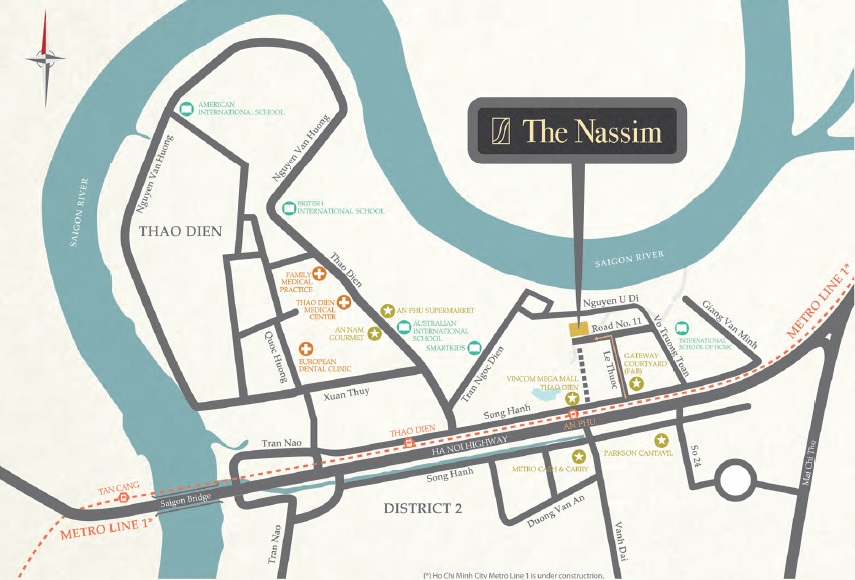 The Nassim
AMERICAN
INTERNATIONAL SCHOOL
Nguyen Van Huong
Nguyen Van Huong
SAIGON RIVER
BRITISH
INTERNATIONAL SCHOOL
THAO DIEN
SAIGON RIVER
Thao Dien
FAMILY
MEDICAL
PRACTICE
THAO DIEN
MEDICAL
CENTER
AN PHU SUPERMARKET
AN NAM
GOURMET
AUSTRALIAN
INTERNATIONAL
SCHOOL
SMARTKIDS
EUROPEAN
DENTAL CLINIC
Quoc Huong
Xuan Thuy
Tran Ngoc Dien
Nguyen U Di
Road No. 11
Vo Truong Toan
Giang Van Minh
INTERNATIONAL
SCHOOL OF HCMC
METRO LINE 1*
Le Thuoc
GATEWAY
COURTYARD
(F&B)
VINCOM MEGA MALL
THAO DIEN
Song Hanh
AN PHU
THAO DIEN
HA NOI HIGHWAY
Tran Nao
Song Hanh
METRO CASH & CARRY
PARKSON CANTAVIL
So 24
Mai Chi Tho
TAN CANG
Saigon Bridge
METRO LINE 1*
DISTRICT 2
Duong Van An
Tran Nao
Vanh Dai
(*) Ho Chi Minh City Metro Line 1 is under constructrion.